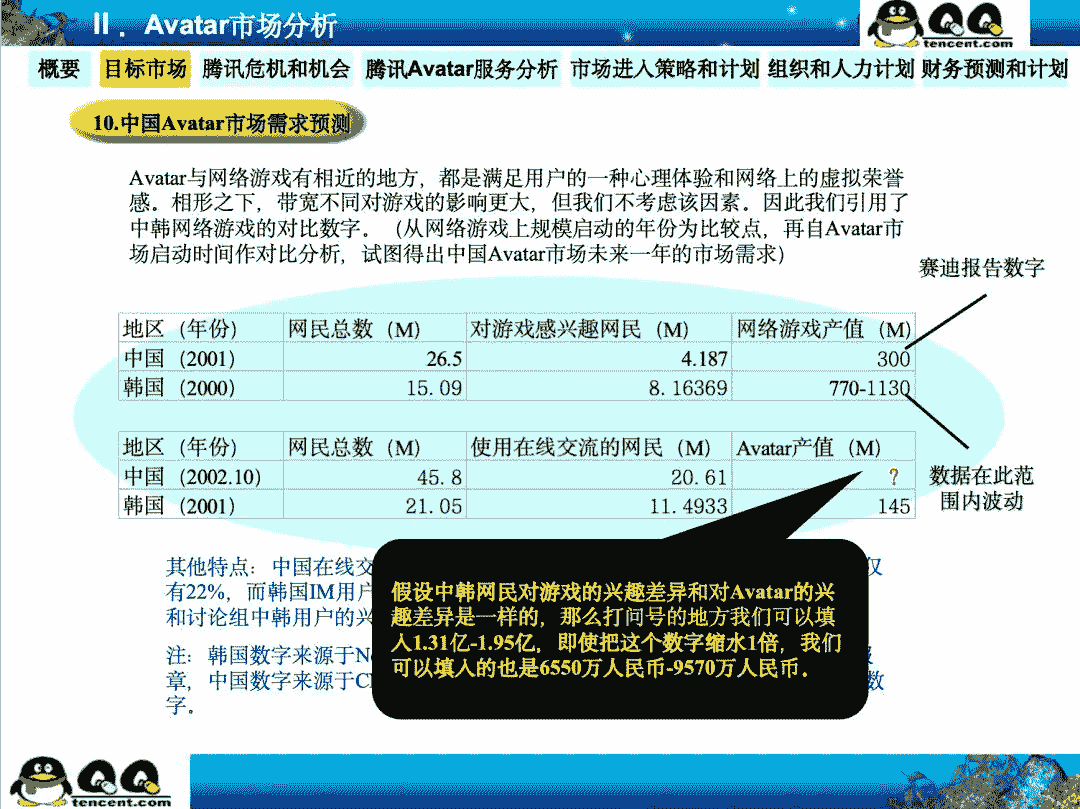 II．Avatar市场分析
QQ
tencent.com
概要 目标市场 腾讯危机和机会 腾讯Avatar服务分析 市场进入策略和计划 组织和人力计划 财务预测和计划
10.中国Avatar市场需求预测
Avatar与网络游戏有相近的地方，都是满足用户的一种心理体验和网络上的虚拟荣誉
感。相形之下，带宽不同对游戏的影响更大，但我们不考虑该因素。因此我们引用了
中韩网络游戏的对比数字。（从网络游戏上规模启动的年份为比较点，再自Avatar市
场启动时间作对比分析，试图得出中国Avatar市场未来一年的市场需求）
赛迪报告数字
地区（年份） 网民总数（M） 对游戏感兴趣网民（M） 网络游戏产值（M）
中国（2001） 26.5 4.187 300
韩国（2000） 15.09 8.16369 770-1130
地区（年份） 网民总数（M） 使用在线交流的网民（M） Avatar产值（M）
中国（2002.10） 45.8 20.61 ?
韩国（2001） 21.05 11.4933 145
数据在此范
围内波动
其他特点：中国在线交 仅
有22%，而韩国IM用户
和讨论组中韩用户的兴
注：韩国数字来源于N
章，中国数字来源于C 数
字。
假设中韩网民对游戏的兴趣差异和对Avatar的兴
趣差异是一样的，那么打问号的地方我们可以填
入1.31亿-1.95亿，即使把这个数字缩水1倍，我们
可以填入的也是6550万人民币-9570万人民币。
QQ
tencent.com